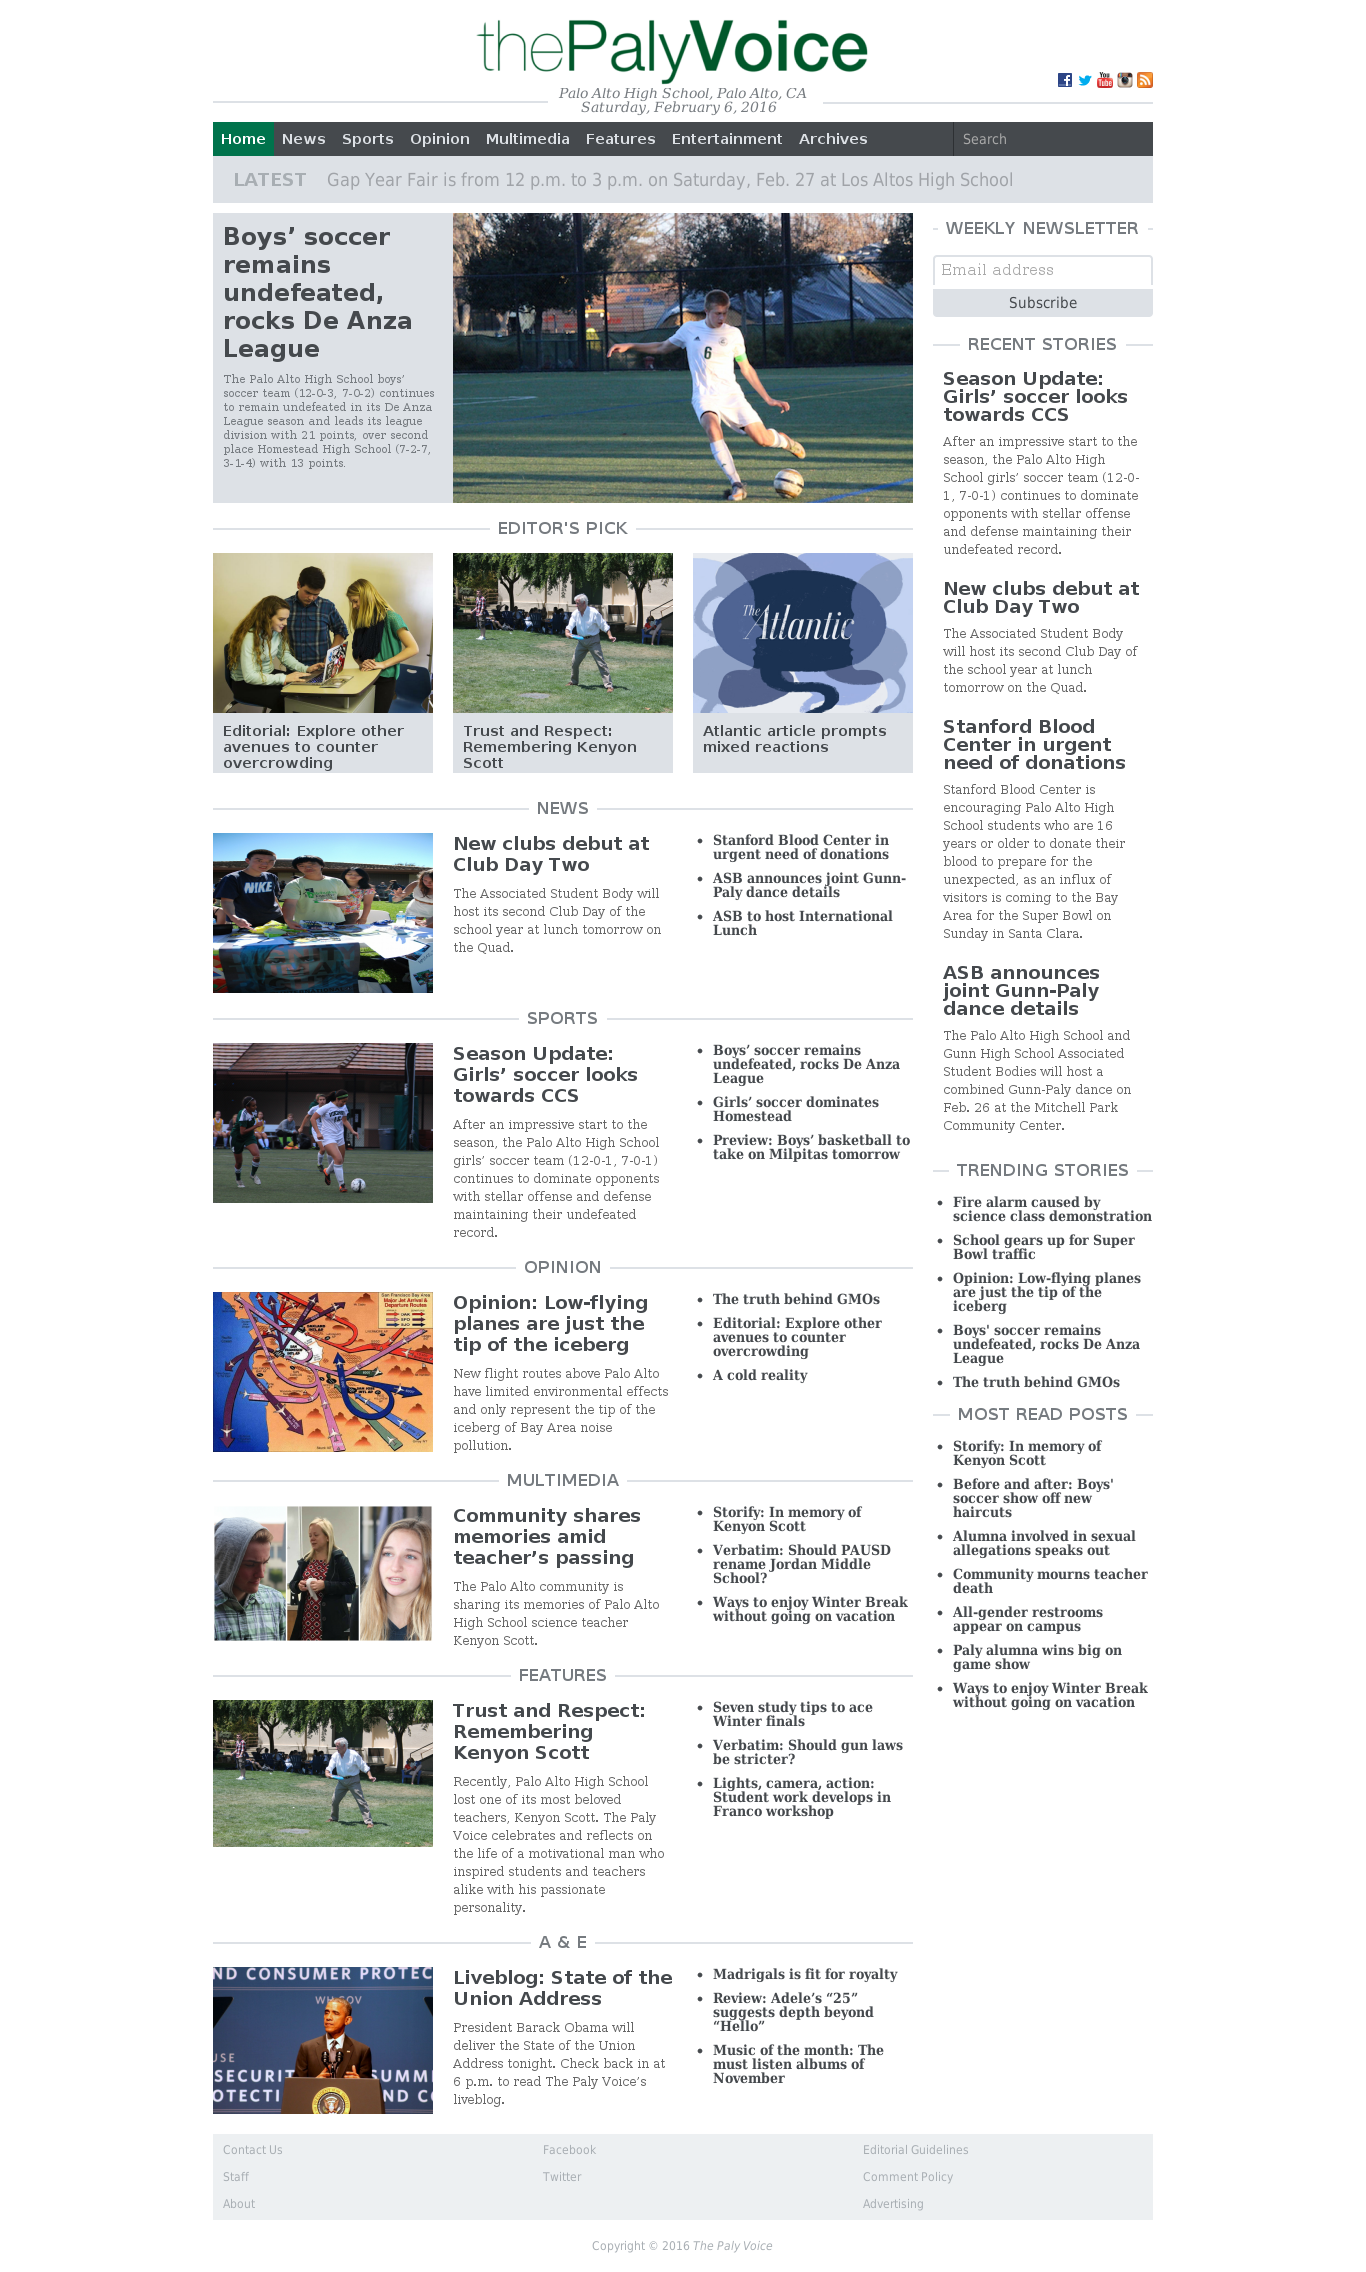 thePalyVoice
Palo Alto High School, Palo Alto, CA
Saturday, February 6, 2016
Home News Sports Opinion Multimedia Features Entertainment Archives Search
LATEST Gap Year Fair is from 12 p.m. to 3 p.m. on Saturday, Feb. 27 at Los Altos High School
Boys’ soccer
remains
undefeated,
rocks De Anza
League
The Palo Alto High School boys’
soccer team (12-0-3, 7-0-2) continues
to remain undefeated in its De Anza
League season and leads its league
division with 21 points, over second
place Homestead High School (7-2-7,
3-1-4) with 13 points.
6
EDITOR'S PICK
Editorial: Explore other
avenues to counter
overcrowding
Trust and Respect:
Remembering Kenyon
Scott
The
Atlantic
Atlantic article prompts
mixed reactions
NEWS
NIKE
New clubs debut at
Club Day Two
The Associated Student Body will
host its second Club Day of the
school year at lunch tomorrow on
the Quad.
• Stanford Blood Center in
urgent need of donations
• ASB announces joint Gunn-
Paly dance details
• ASB to host International
Lunch
SPORTS
Season Update:
Girls’ soccer looks
towards CCS
After an impressive start to the
season, the Palo Alto High School
girls’ soccer team (12-0-1, 7-0-1)
continues to dominate opponents
with stellar offense and defense
maintaining their undefeated
record.
• Boys’ soccer remains
undefeated, rocks De Anza
League
• Girls’ soccer dominates
Homestead
• Preview: Boys’ basketball to
take on Milpitas tomorrow
OPINION
San Francisco Bay Area
Major Jet Arrival &
Departure Routes
Opinion: Low-flying
planes are just the
tip of the iceberg
New flight routes above Palo Alto
have limited environmental effects
and only represent the tip of the
iceberg of Bay Area noise
pollution.
• The truth behind GMOs
• Editorial: Explore other
avenues to counter
overcrowding
• A cold reality
MULTIMEDIA
Community shares
memories amid
teacher’s passing
The Palo Alto community is
sharing its memories of Palo Alto
High School science teacher
Kenyon Scott.
• Storify: In memory of
Kenyon Scott
• Verbatim: Should PAUSD
rename Jordan Middle
School?
• Ways to enjoy Winter Break
without going on vacation
FEATURES
Trust and Respect:
Remembering
Kenyon Scott
Recently, Palo Alto High School
lost one of its most beloved
teachers, Kenyon Scott. The Paly
Voice celebrates and reflects on
the life of a motivational man who
inspired students and teachers
alike with his passionate
personality.
• Seven study tips to ace
Winter finals
• Verbatim: Should gun laws
be stricter?
• Lights, camera, action:
Student work develops in
Franco workshop
A & E
ND CONSUMER PROTEC
WH.GOV
USE
SECURIT SUMM
OTECTI ND CO
Liveblog: State of the
Union Address
President Barack Obama will
deliver the State of the Union
Address tonight. Check back in at
6 p.m. to read The Paly Voice’s
liveblog.
• Madrigals is fit for royalty
• Review: Adele’s “25”
suggests depth beyond
“Hello”
• Music of the month: The
must listen albums of
November
WEEKLY NEWSLETTER
Email address
Subscribe
RECENT STORIES
Season Update:
Girls’ soccer looks
towards CCS
After an impressive start to the
season, the Palo Alto High
School girls’ soccer team (12-0-
1, 7-0-1) continues to dominate
opponents with stellar offense
and defense maintaining their
undefeated record.
New clubs debut at
Club Day Two
The Associated Student Body
will host its second Club Day of
the school year at lunch
tomorrow on the Quad.
Stanford Blood
Center in urgent
need of donations
Stanford Blood Center is
encouraging Palo Alto High
School students who are 16
years or older to donate their
blood to prepare for the
unexpected, as an influx of
visitors is coming to the Bay
Area for the Super Bowl on
Sunday in Santa Clara.
ASB announces
joint Gunn-Paly
dance details
The Palo Alto High School and
Gunn High School Associated
Student Bodies will host a
combined Gunn-Paly dance on
Feb. 26 at the Mitchell Park
Community Center.
TRENDING STORIES
• Fire alarm caused by
science class demonstration
• School gears up for Super
Bowl traffic
• Opinion: Low-flying planes
are just the tip of the
iceberg
• Boys' soccer remains
undefeated, rocks De Anza
League
• The truth behind GMOs
MOST READ POSTS
• Storify: In memory of
Kenyon Scott
• Before and after: Boys'
soccer show off new
haircuts
• Alumna involved in sexual
allegations speaks out
• Community mourns teacher
death
• All-gender restrooms
appear on campus
• Paly alumna wins big on
game show
• Ways to enjoy Winter Break
without going on vacation
Contact Us Facebook Editorial Guidelines
Staff Twitter Comment Policy
About Advertising
Copyright © 2016 The Paly Voice